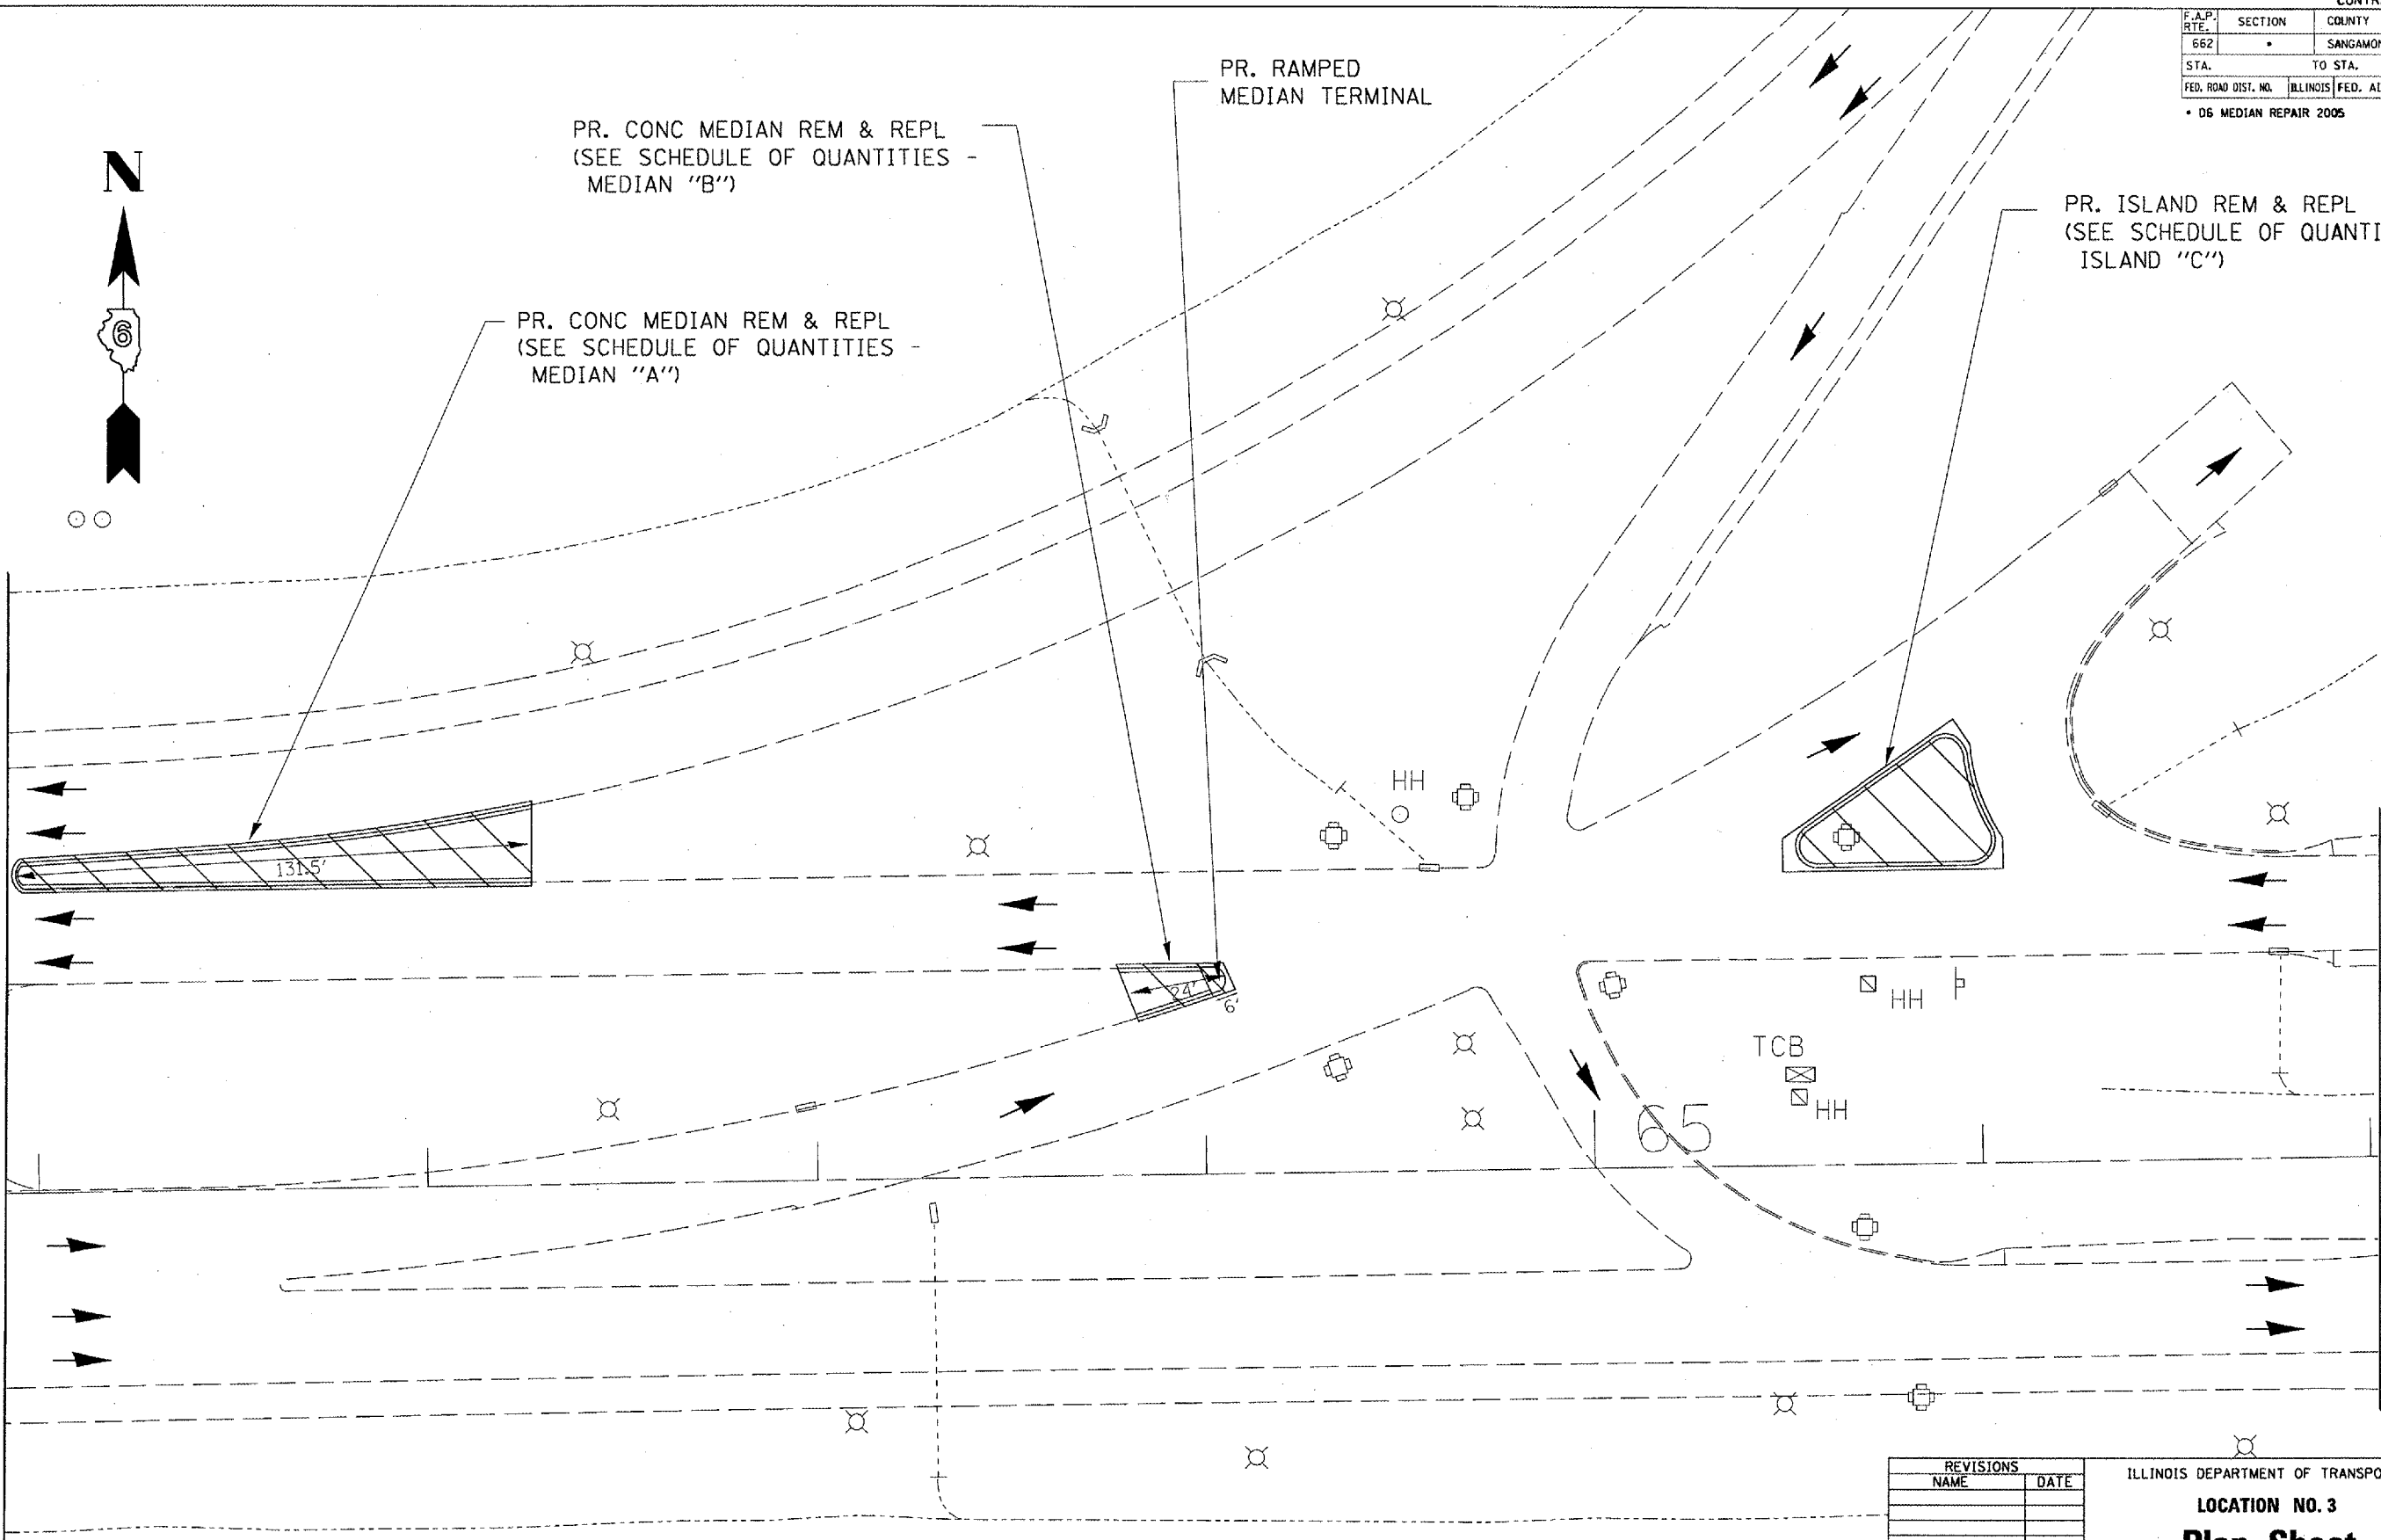 F.A.P. RTE. SECTION COUNTY
662 • SANGAMON
STA. TO STA.
FED. ROAD DIST. NO. ILLINOIS FED.
• D6 MEDIAN REPAIR 2005
PR. RAMPED
MEDIAN TERMINAL
PR. CONC MEDIAN REM & REPL
(SEE SCHEDULE OF QUANTITIES -
MEDIAN "B")
N
6
PR. ISLAND REM & REPL
(SEE SCHEDULE OF QUANTI
ISLAND "C")
PR. CONC MEDIAN REM & REPL
(SEE SCHEDULE OF QUANTITIES -
MEDIAN "A")
HH
131.5'
24'
6'
HH
TCB
HH
65
REVISIONS
NAME DATE
ILLINOIS DEPARTMENT OF TRANSPO
LOCATION NO. 3
Plan Sheet